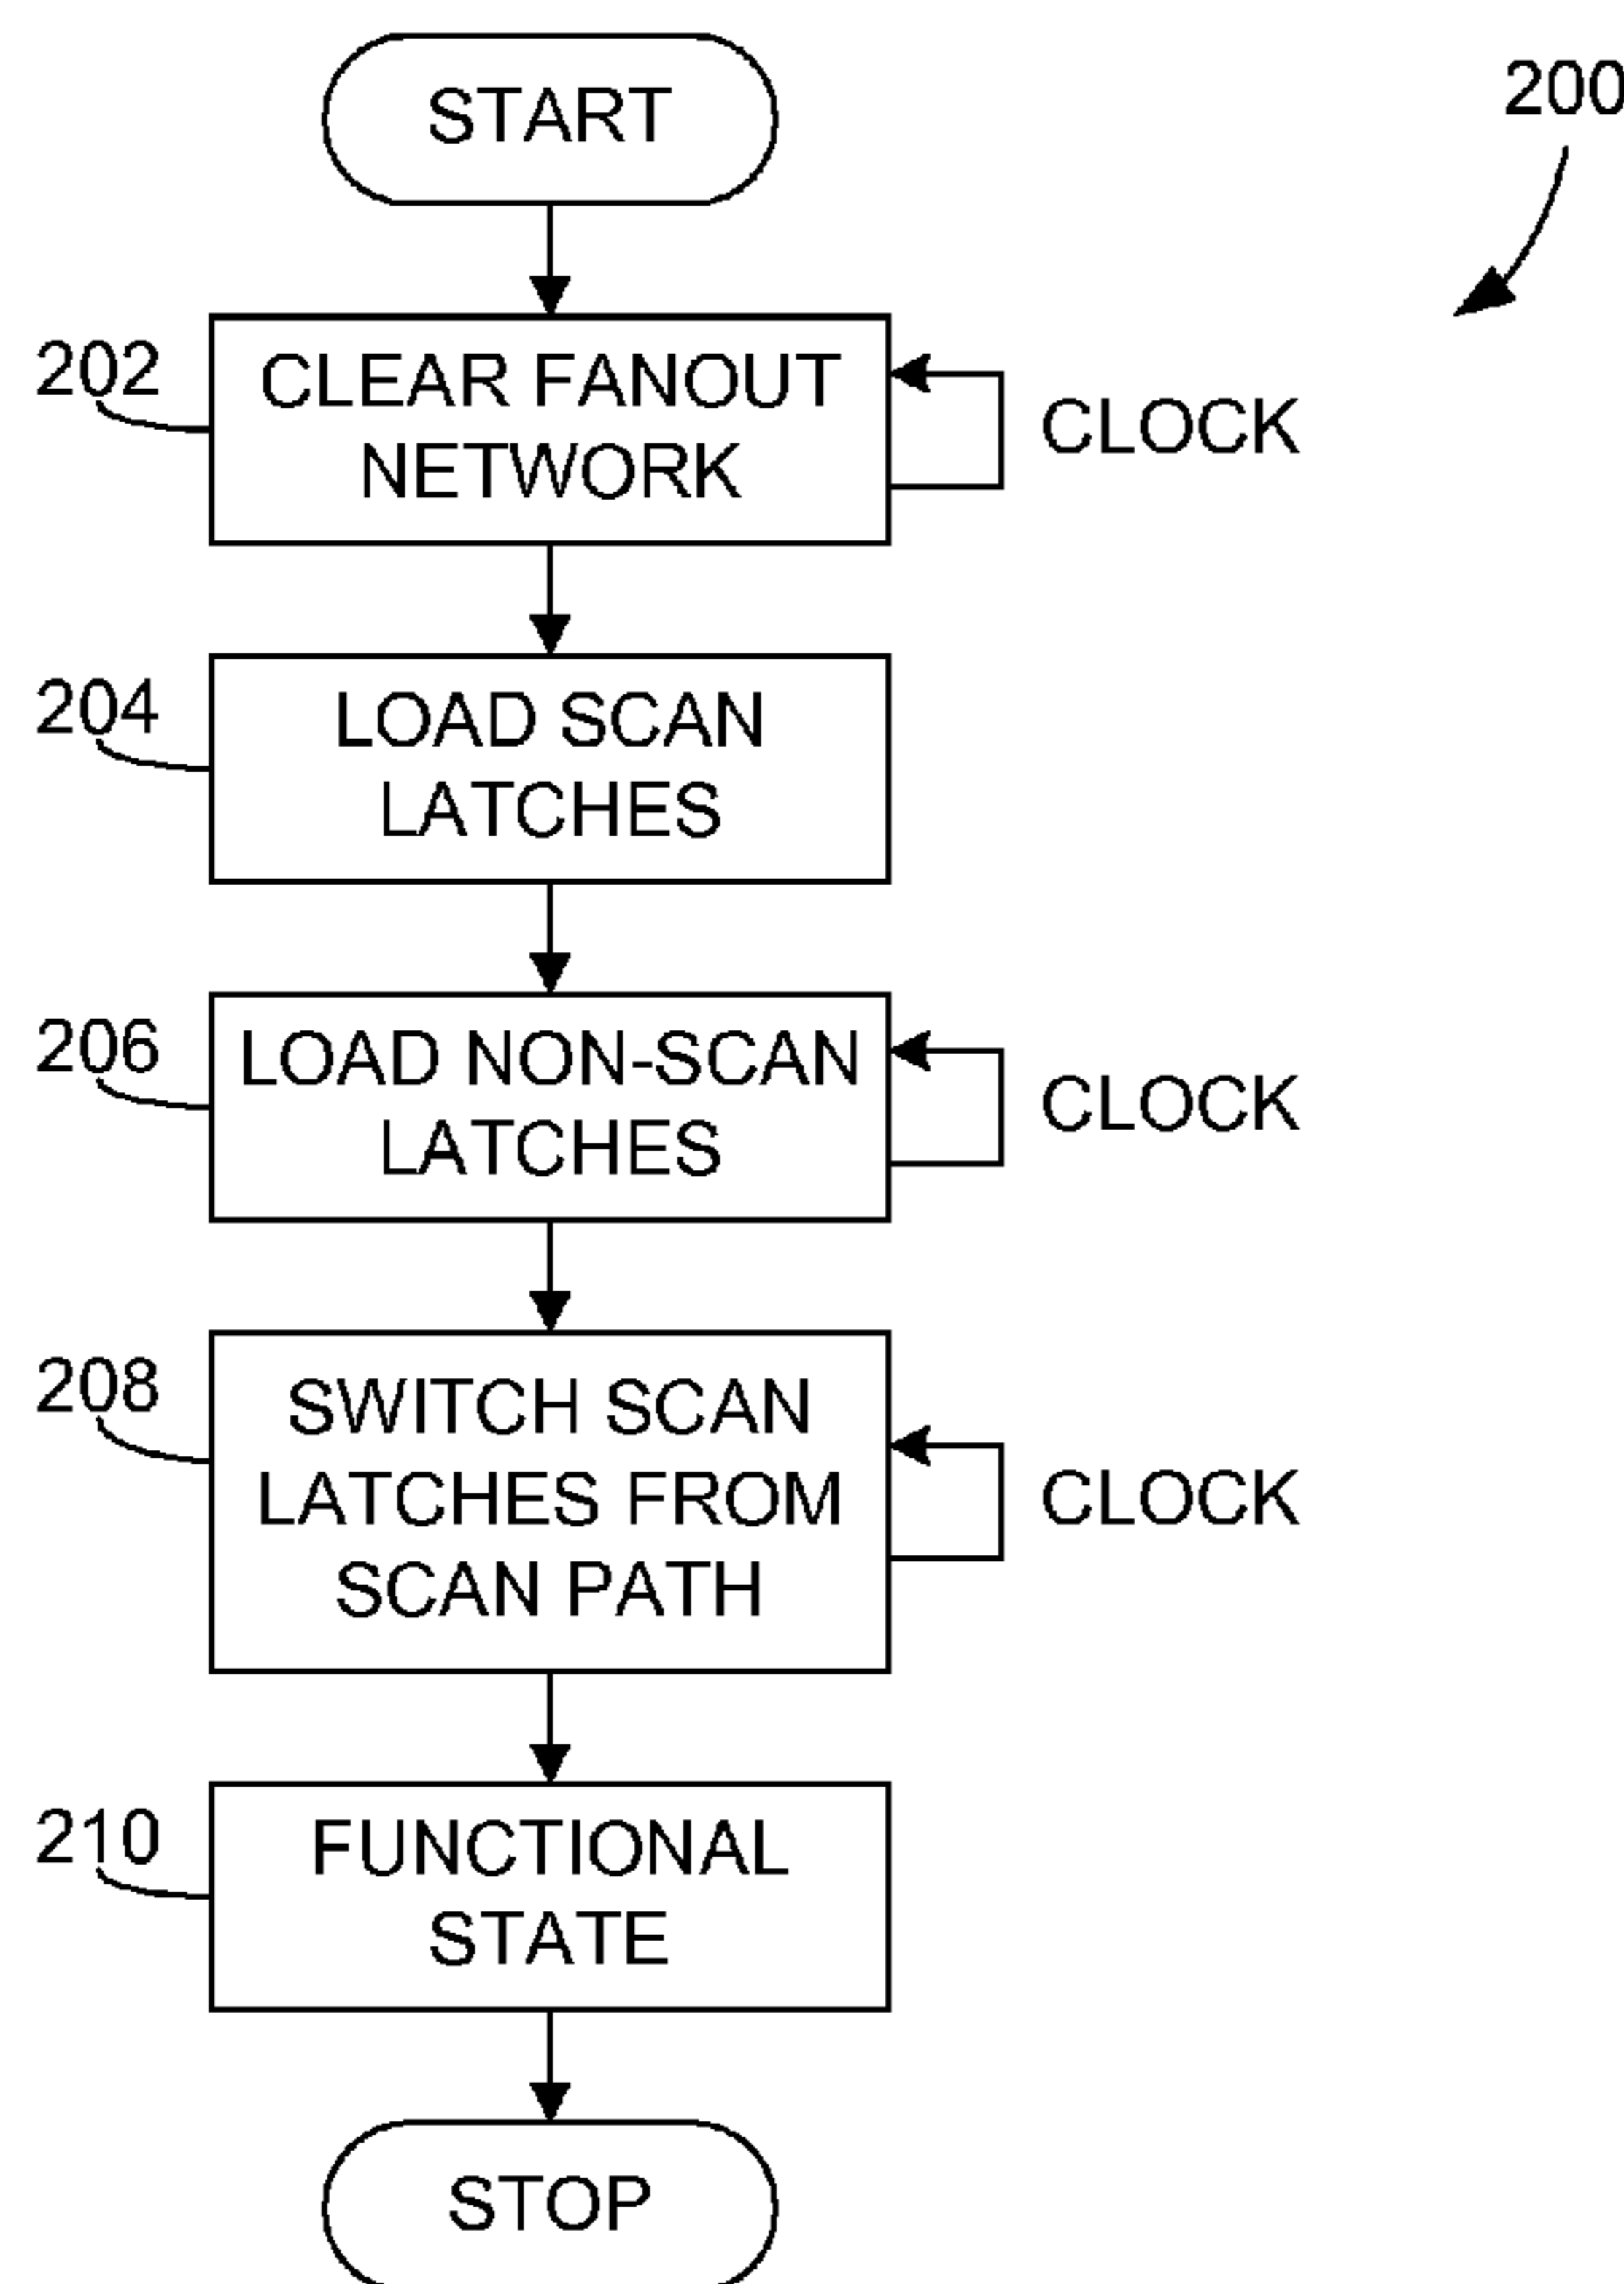 START
200
202
CLEAR FANOUT
NETWORK
CLOCK
204
LOAD SCAN
LATCHES
206
LOAD NON-SCAN
LATCHES
CLOCK
208
SWITCH SCAN
LATCHES FROM
SCAN PATH
CLOCK
210
FUNCTIONAL
STATE
STOP